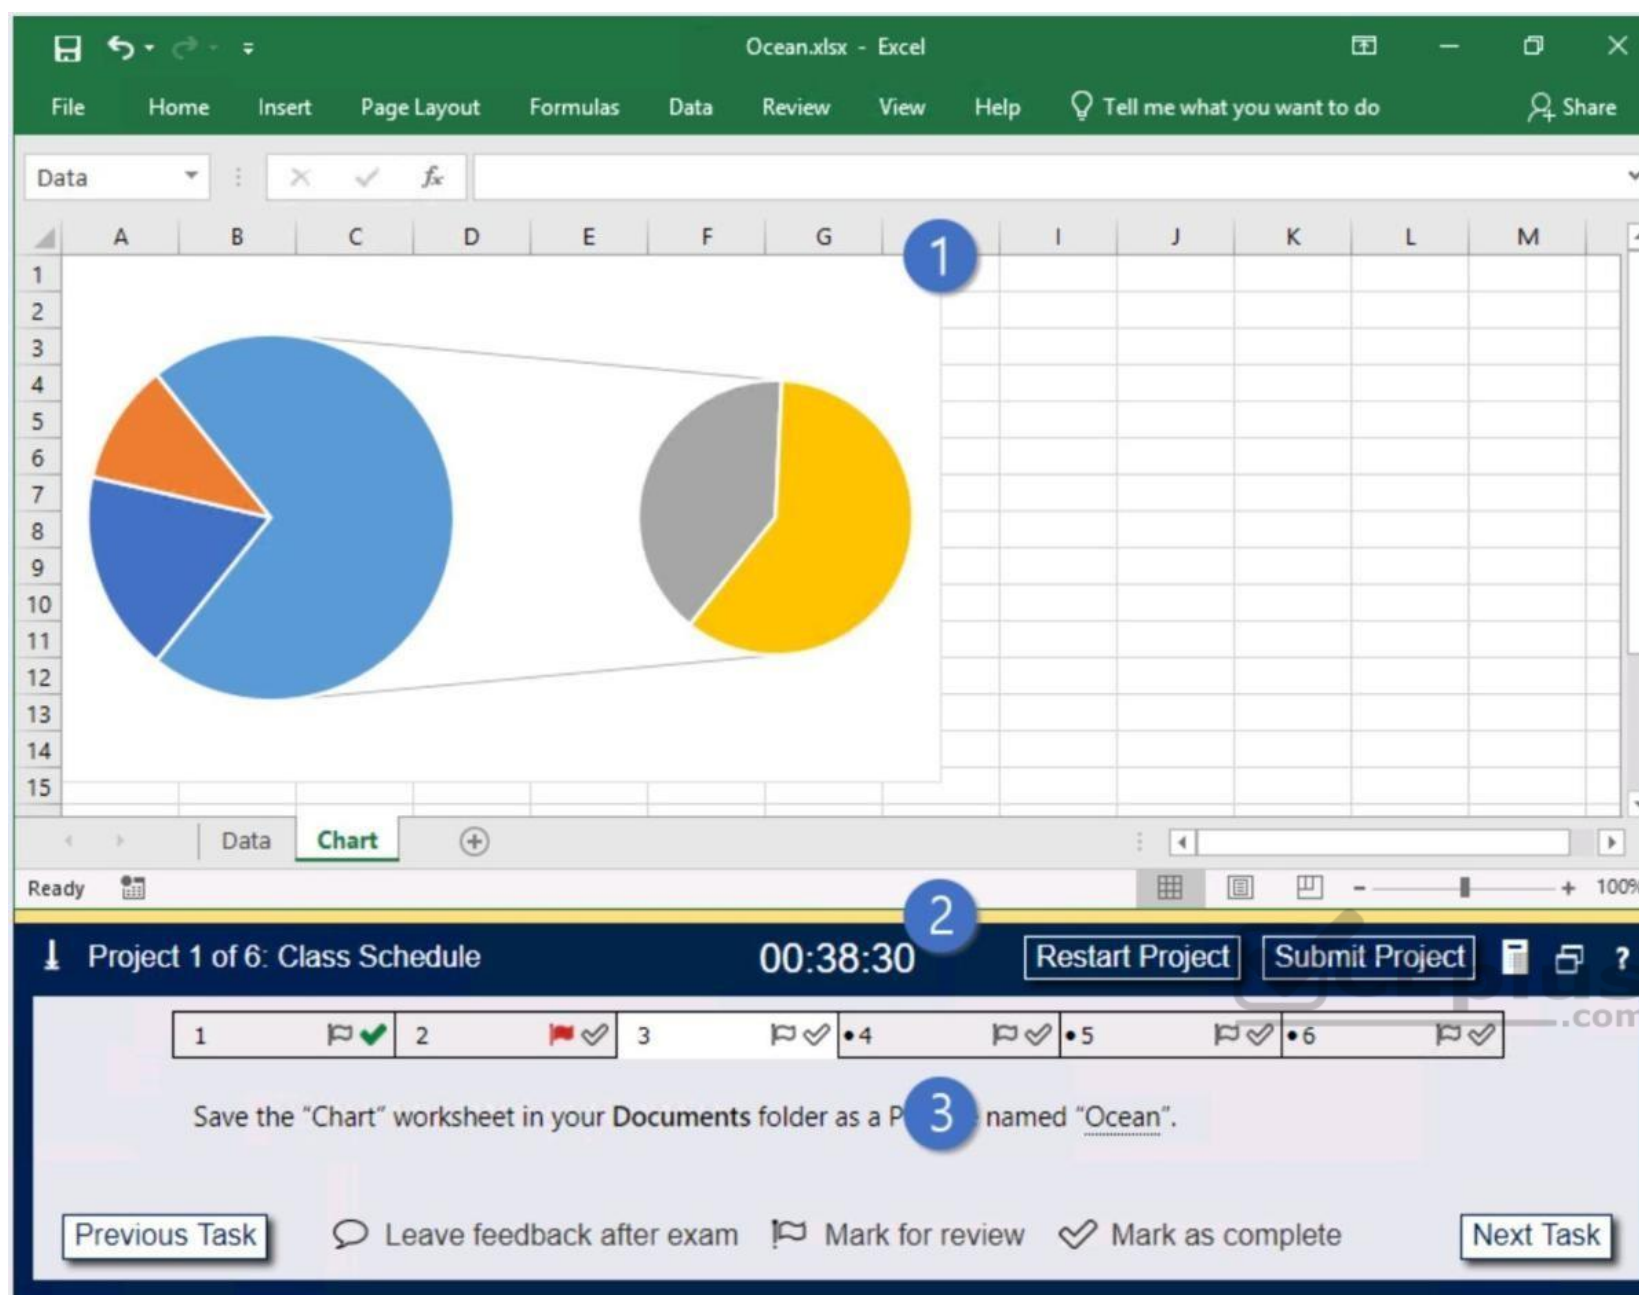 Ocean.xlsx - Excel
File Home Insert Page Layout Formulas Data Review View Help Tell me what you want to do Share
Data fx
A B C D E F G 1 I J K L M
1
2
3
4
5
6
7
8
9
10
11
12
13
14
15
Data Chart
Ready 100%
2
Project 1 of 6: Class Schedule 00:38:30 Restart Project Submit Project ?
1 2 3 •4 •5 •6
.com
Save the "Chart" worksheet in your Documents folder as a P 3 named "Ocean".
Previous Task Leave feedback after exam Mark for review Mark as complete Next Task